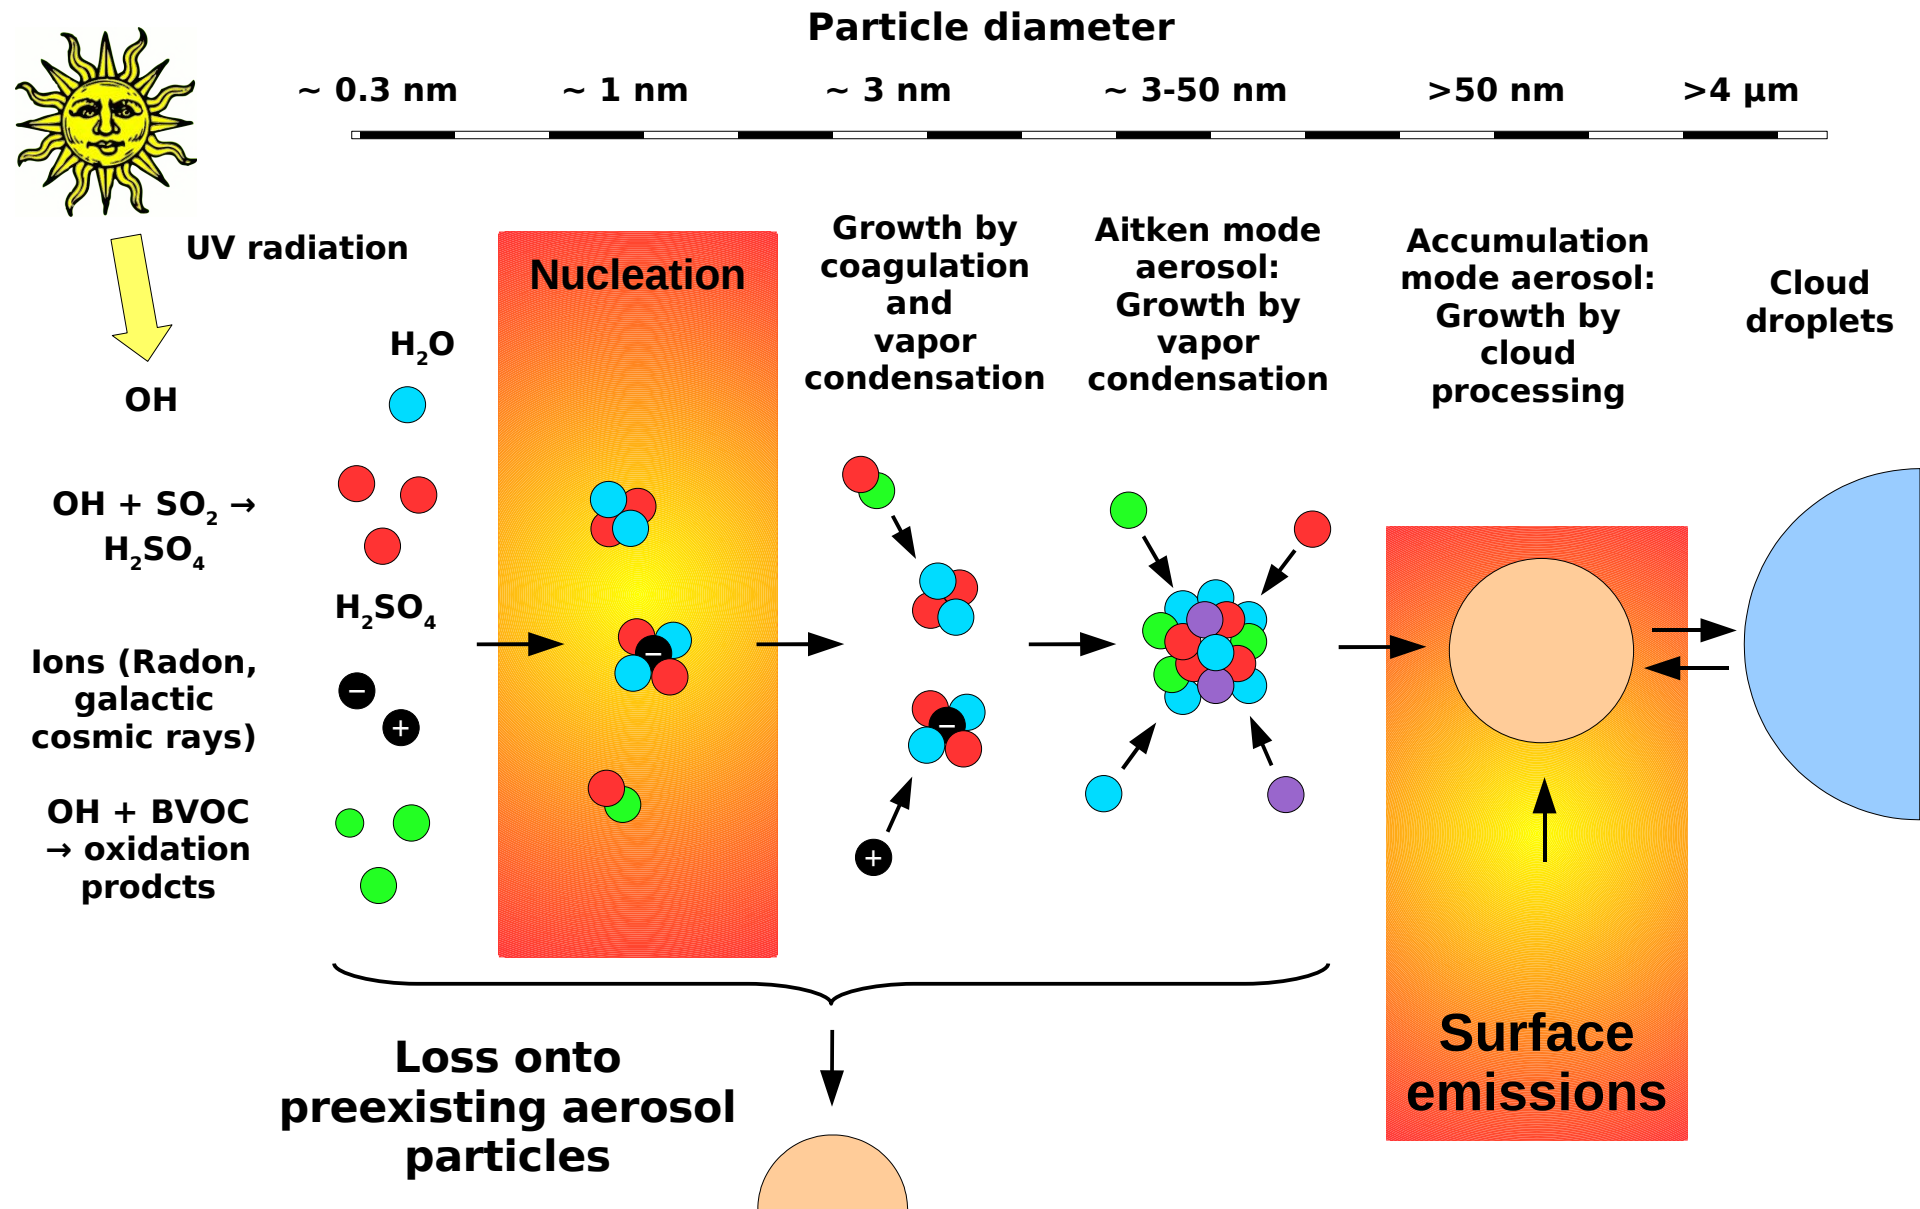 Particle diameter
~ 0.3 nm
~ 1 nm
~ 3 nm
~ 3-50 nm
>50 nm
>4 µm
UV radiation
OH
OH + SO₂ →
H₂SO₄
Ions (Radon,
galactic
cosmic rays)
OH + BVOC
→ oxidation
prodcts
H₂O
H₂SO₄
−
+
Nucleation
−
Growth by
coagulation
and
vapor
condensation
−
+
Aitken mode
aerosol:
Growth by
vapor
condensation
Accumulation
mode aerosol:
Growth by
cloud
processing
Cloud
droplets
Loss onto
preexisting aerosol
particles
Surface
emissions